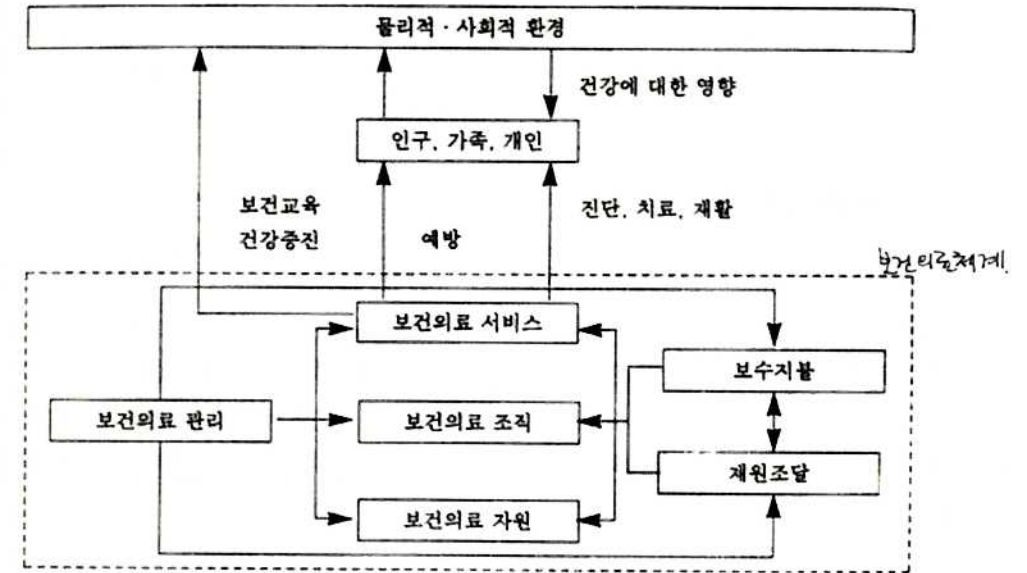 물리적 · 사회적 환경
건강에 대한 영향
인구, 가족, 개인
보건교육
건강증진
예방
진단, 치료, 재활
보건의료체계.
보건의료 서비스
보수지불
보건의료 관리
보건의료 조직
재원조달
보건의료 자원